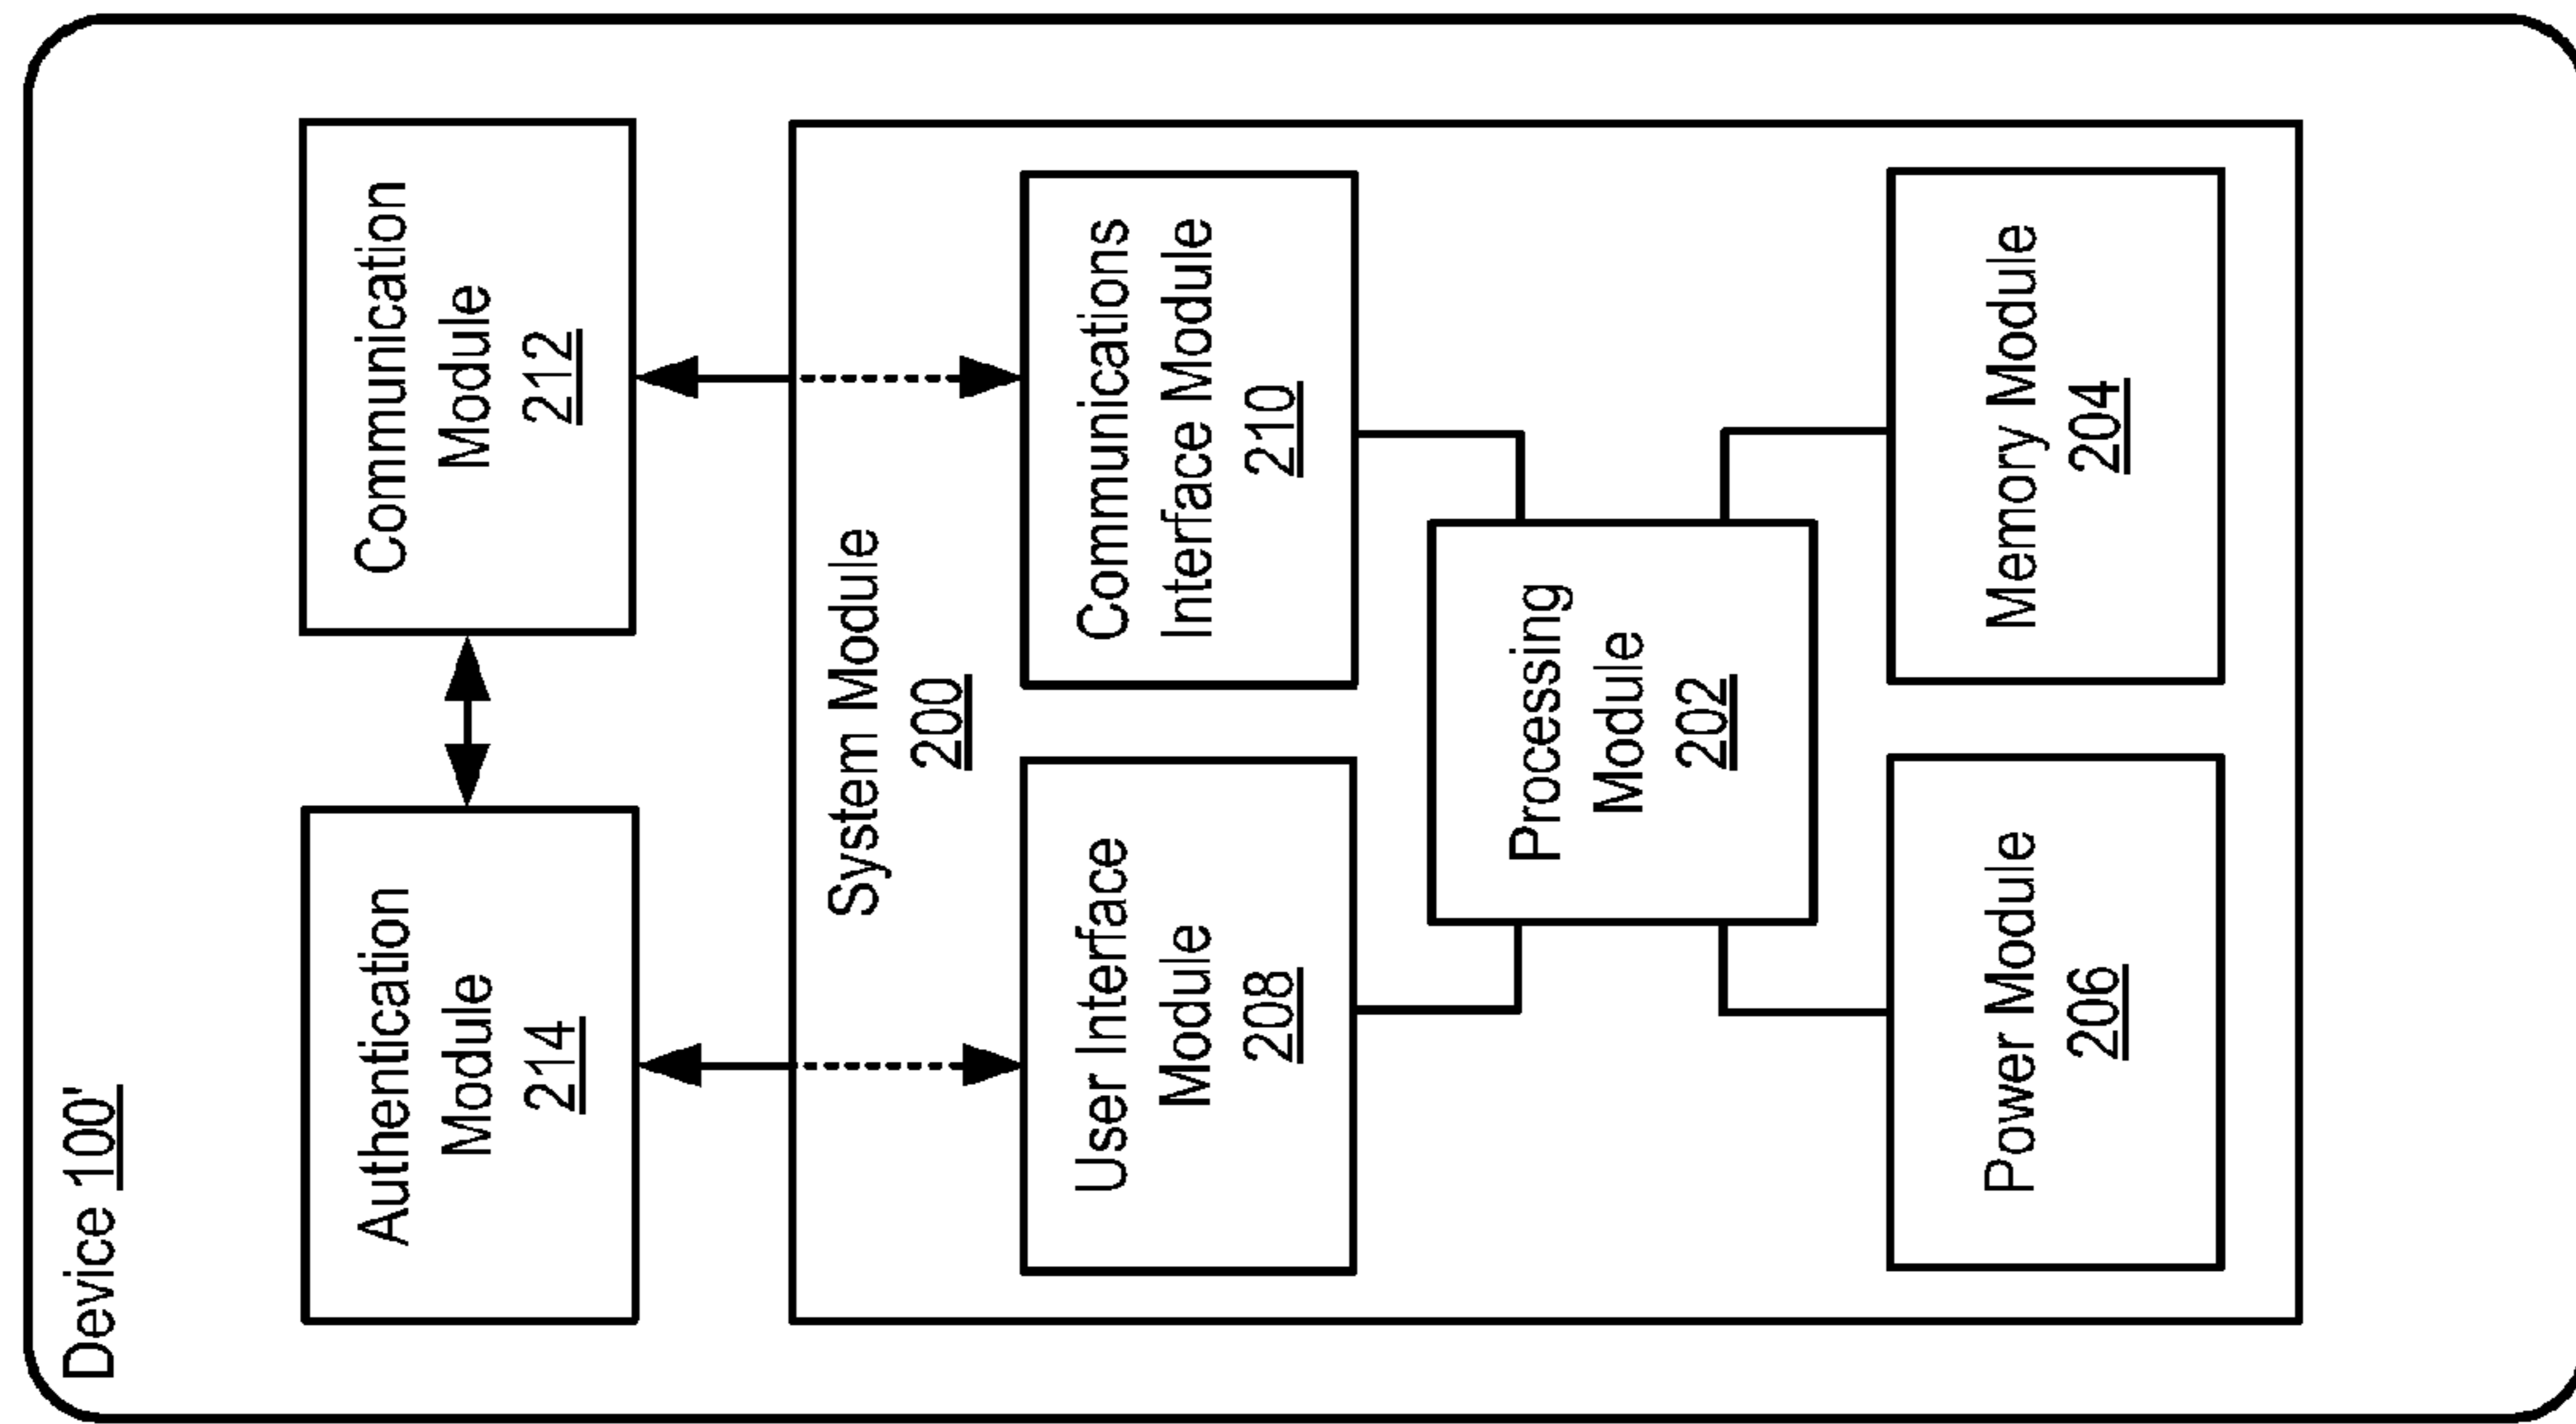 Device 100'
Authentication
Module
214
Communication
Module
212
System Module
200
User Interface
Module
208
Communications
Interface Module
210
Processing
Module
202
Power Module
206
Memory Module
204